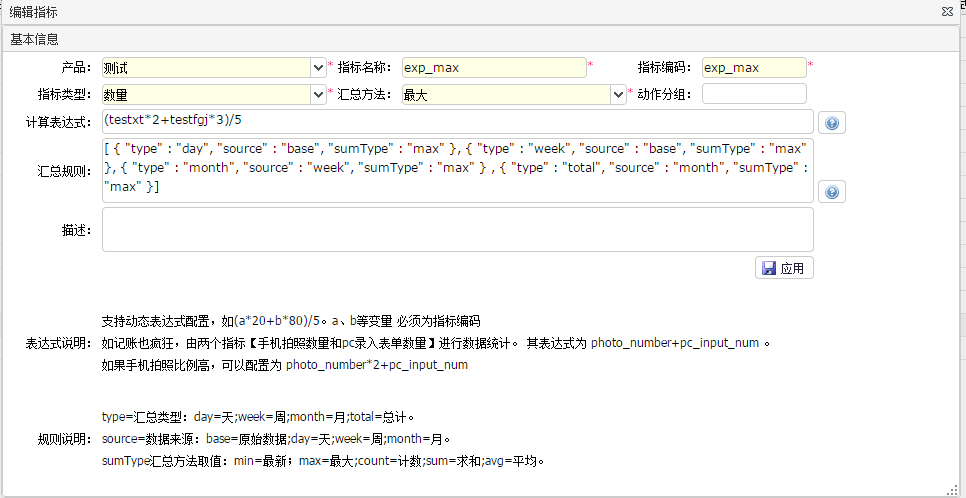 编辑指标
基本信息
产品： 测试 * 指标名称： exp_max * 指标编码： exp_max *
指标类型： 数量 * 汇总方法： 最大 * 动作分组：
计算表达式： (testxt*2+testfgj*3)/5
[ { "type" : "day", "source" : "base", "sumType" : "max" }, { "type" : "week", "source" : "base", "sumType" : "max"
汇总规则： }, { "type" : "month", "source" : "week", "sumType" : "max" } , { "type" : "total", "source" : "month", "sumType" :
"max" }]
描述：
应用
支持动态表达式配置，如(a*20+b*80)/5。a、b等变量 必须为指标编码
表达式说明： 如记账也疯狂，由两个指标【手机拍照数量和pc录入表单数量】进行数据统计。 其表达式为 photo_number+pc_input_num 。
如果手机拍照比例高，可以配置为 photo_number*2+pc_input_num
type=汇总类型：day=天;week=周;month=月;total=总计。
规则说明： source=数据来源：base=原始数据;day=天;week=周;month=月。
sumType汇总方法取值：min=最新；max=最大;count=计数;sum=求和;avg=平均。